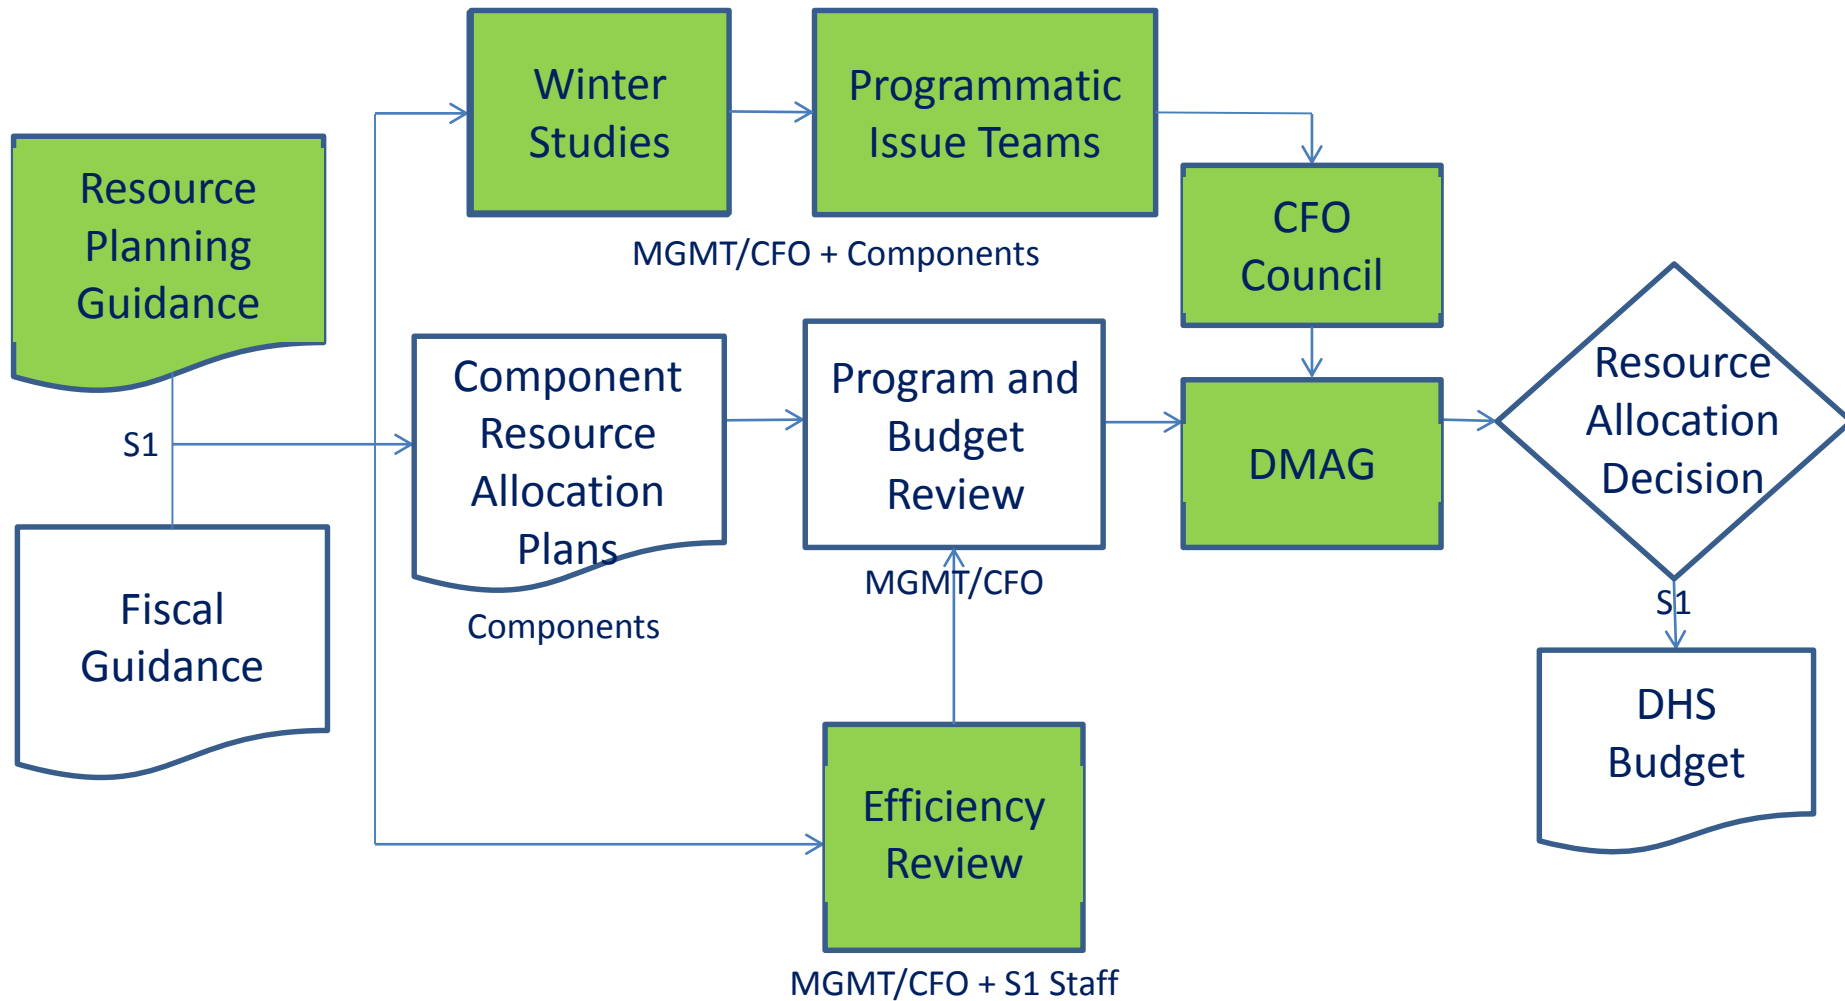 Winter
Studies
Programmatic
Issue Teams
MGMT/CFO + Components
Resource
Planning
Guidance
S1
Fiscal
Guidance
Component
Resource
Allocation
Plans
Components
Program and
Budget
Review
MGMT/CFO
Efficiency
Review
MGMT/CFO + S1 Staff
CFO
Council
DMAG
Resource
Allocation
Decision
S1
DHS
Budget